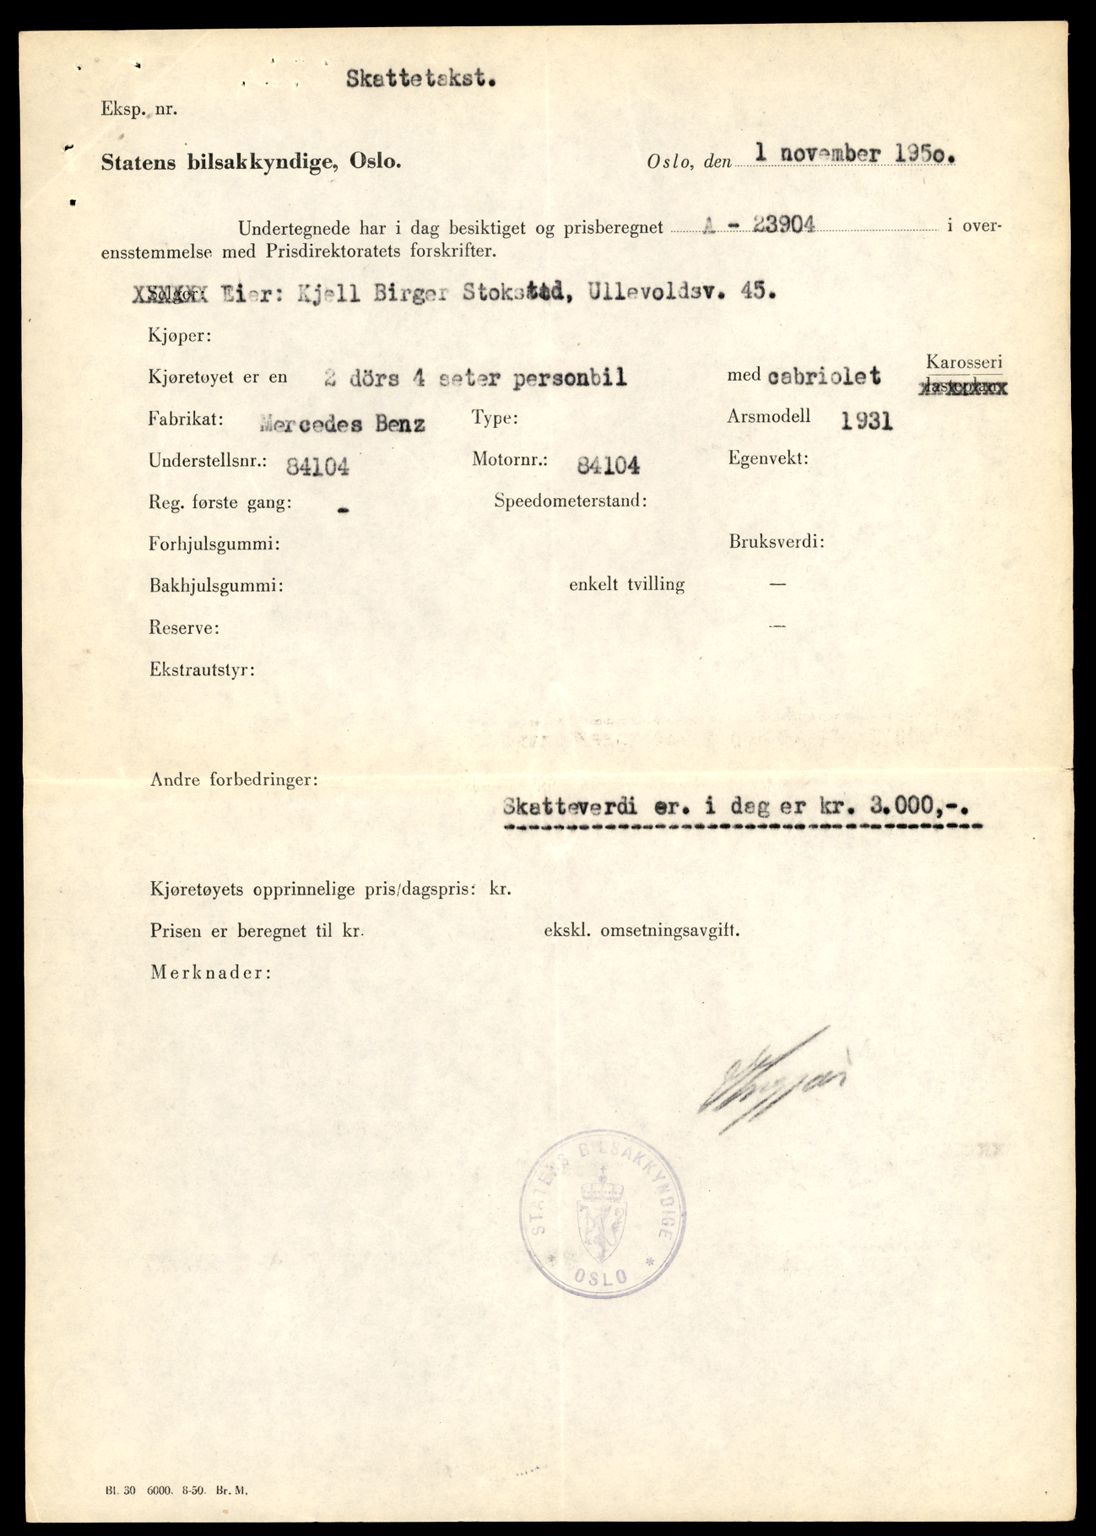 Skattetakst.
Eksp. nr.
Statens bilsakkyndige, Oslo.
Oslo, den 1 november 1950.
Undertegnede har i dag besiktiget og prisberegnet A - 23904 i over-
ensstemmelse med Prisdirektoratets forskrifter.
Eier: Kjell Birger Stokstad, Ullevoldsv. 45.
Kjøper:
Kjøretøyet er en 2 dörs 4 seter personbil med cabriolet Karosseri
Fabrikat: Mercedes Benz Type: Arsmodell 1931
Understellsnr.: 84104 Motornr.: 84104 Egenvekt:
Reg. første gang: - Speedometerstand:
Forhjulsgummi: Bruksverdi:
Bakhjulsgummi: enkelt tvilling —
Reserve: —
Ekstrautstyr:
Andre forbedringer:
Skatteverdi er. i dag er kr. 3.000,-.
Kjøretøyets opprinnelige pris/dagspris: kr.
Prisen er beregnet til kr. ekskl. omsetningsavgift.
Merknader:
STATENS BILSAKKYNDIGE
* OSLO *
Bl. 30 6000. 8-50. Br. M.